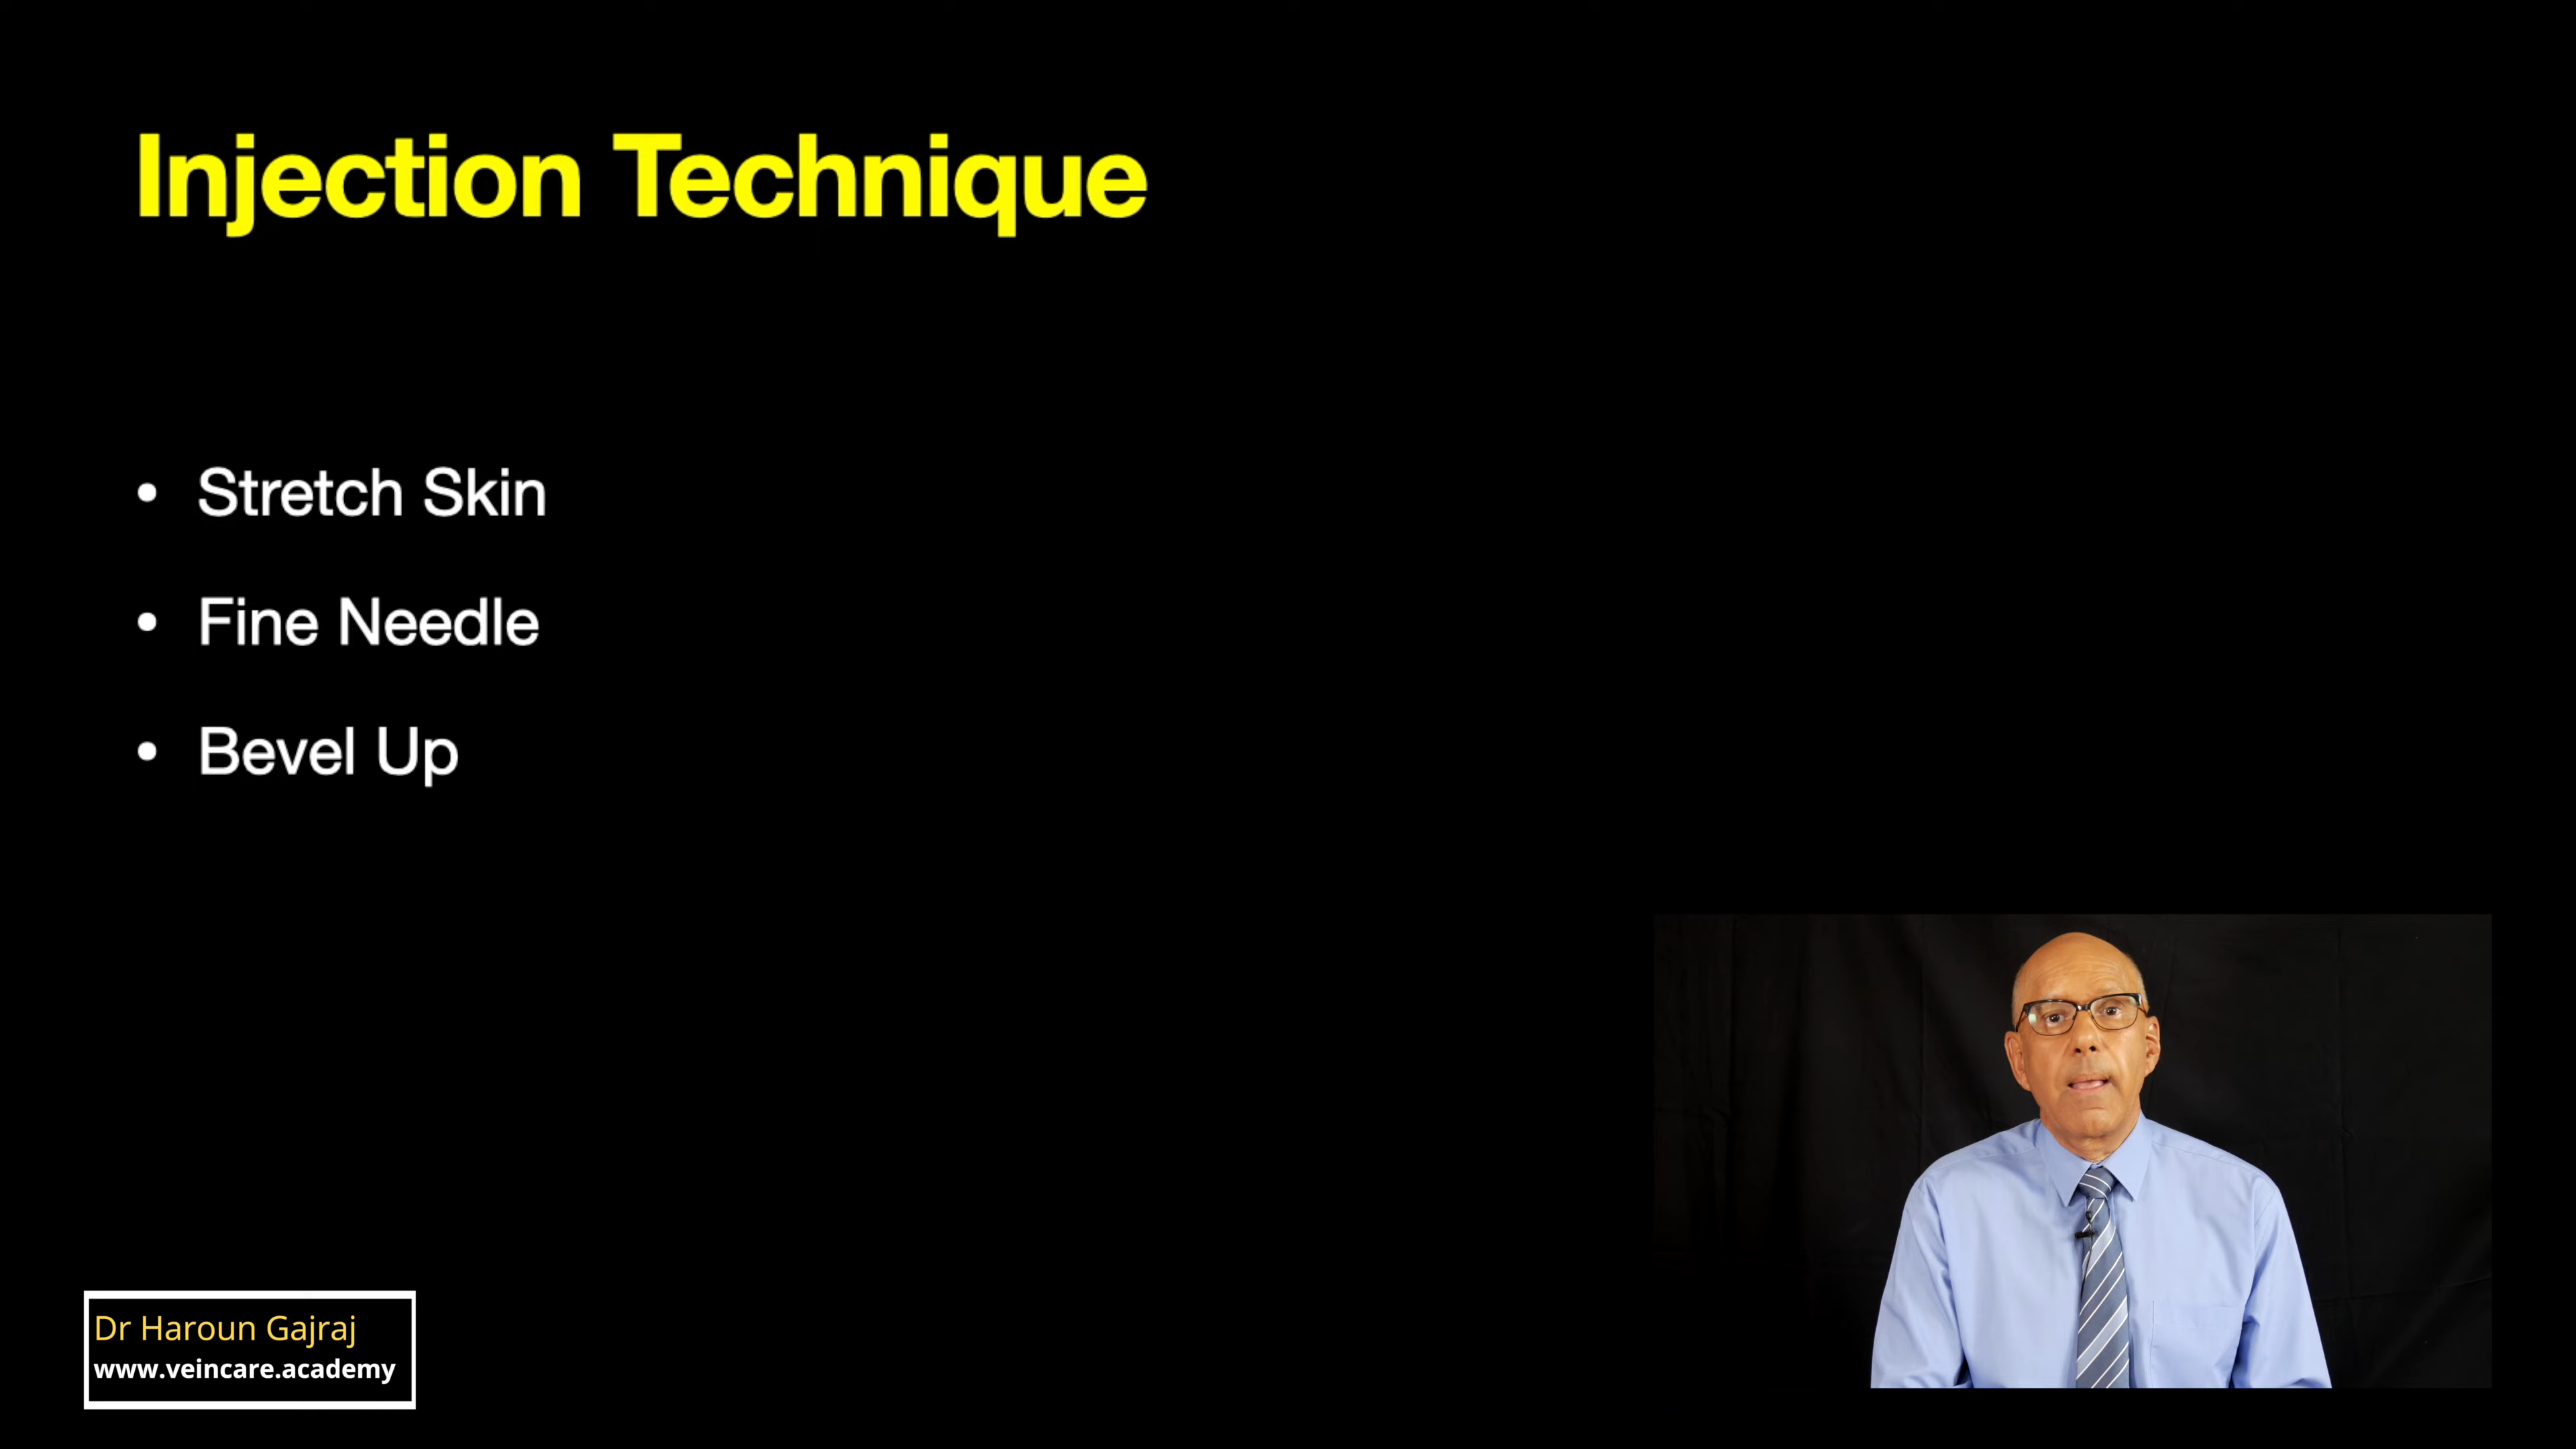 Injection Technique
• Stretch Skin
• Fine Needle
• Bevel Up
Dr Haroun Gajraj
www.veincare.academy